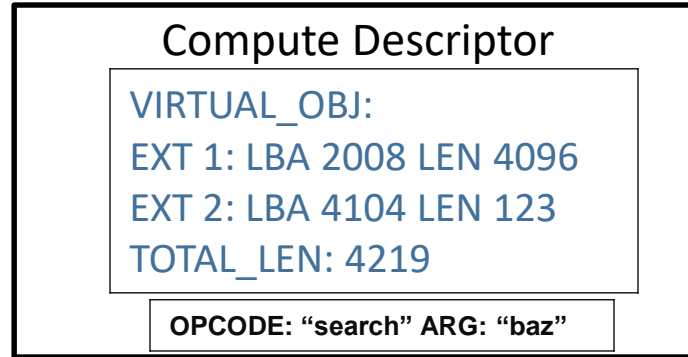 Compute Descriptor
VIRTUAL_OBJ:
EXT 1: LBA 2008 LEN 4096
EXT 2: LBA 4104 LEN 123
TOTAL_LEN: 4219
OPCODE: “search” ARG: “baz”